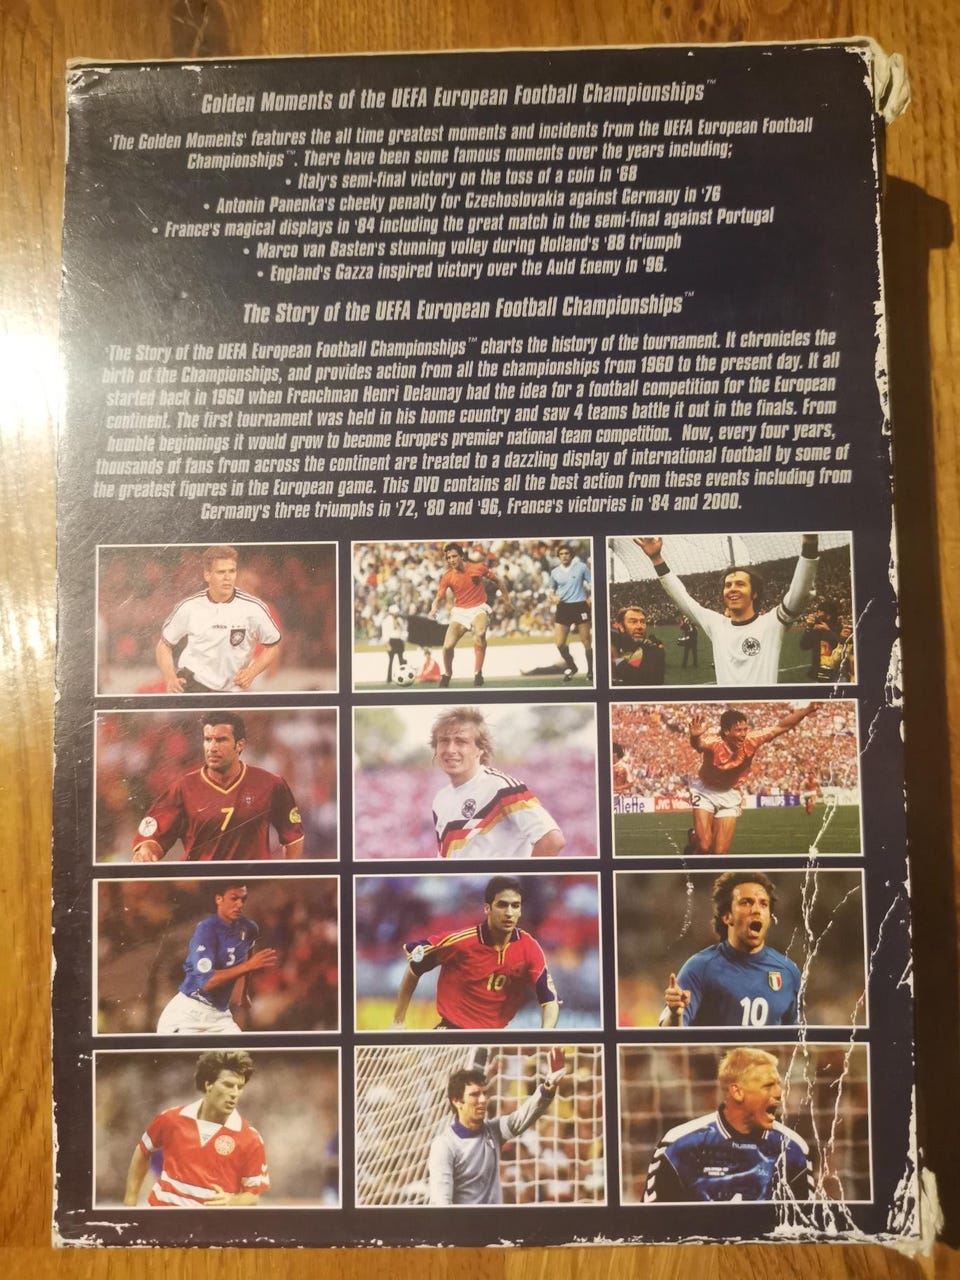 Golden Moments of the UEFA European Football Championships™
'The Golden Moments' features the all time greatest moments and incidents from the UEFA European Football
Championships™. There have been some famous moments over the years including;
• Italy's semi-final victory on the toss of a coin in '68
• Antonin Panenka's cheeky penalty for Czechoslovakia against Germany in '76
• France's magical displays in '84 including the great match in the semi-final against Portugal
• Marco van Basten's stunning volley during Holland's '88 triumph
• England's Gazza inspired victory over the Auld Enemy in '96.
The Story of the UEFA European Football Championships™
'The Story of the UEFA European Football Championships™ charts the history of the tournament. It chronicles the
birth of the Championships, and provides action from all the championships from 1960 to the present day. It all
started back in 1960 when Frenchman Henri Delaunay had the idea for a football competition for the European
continent. The first tournament was held in his home country and saw 4 teams battle it out in the finals. From
humble beginnings it would grow to become Europe's premier national team competition. Now, every four years,
thousands of fans from across the continent are treated to a dazzling display of international football by some of
the greatest figures in the European game. This DVD contains all the best action from these events including from
Germany's three triumphs in '72, '80 and '96, France's victories in '84 and 2000.
adidas
7
illette JVC PHILIPS
12
3
10
10
hummel